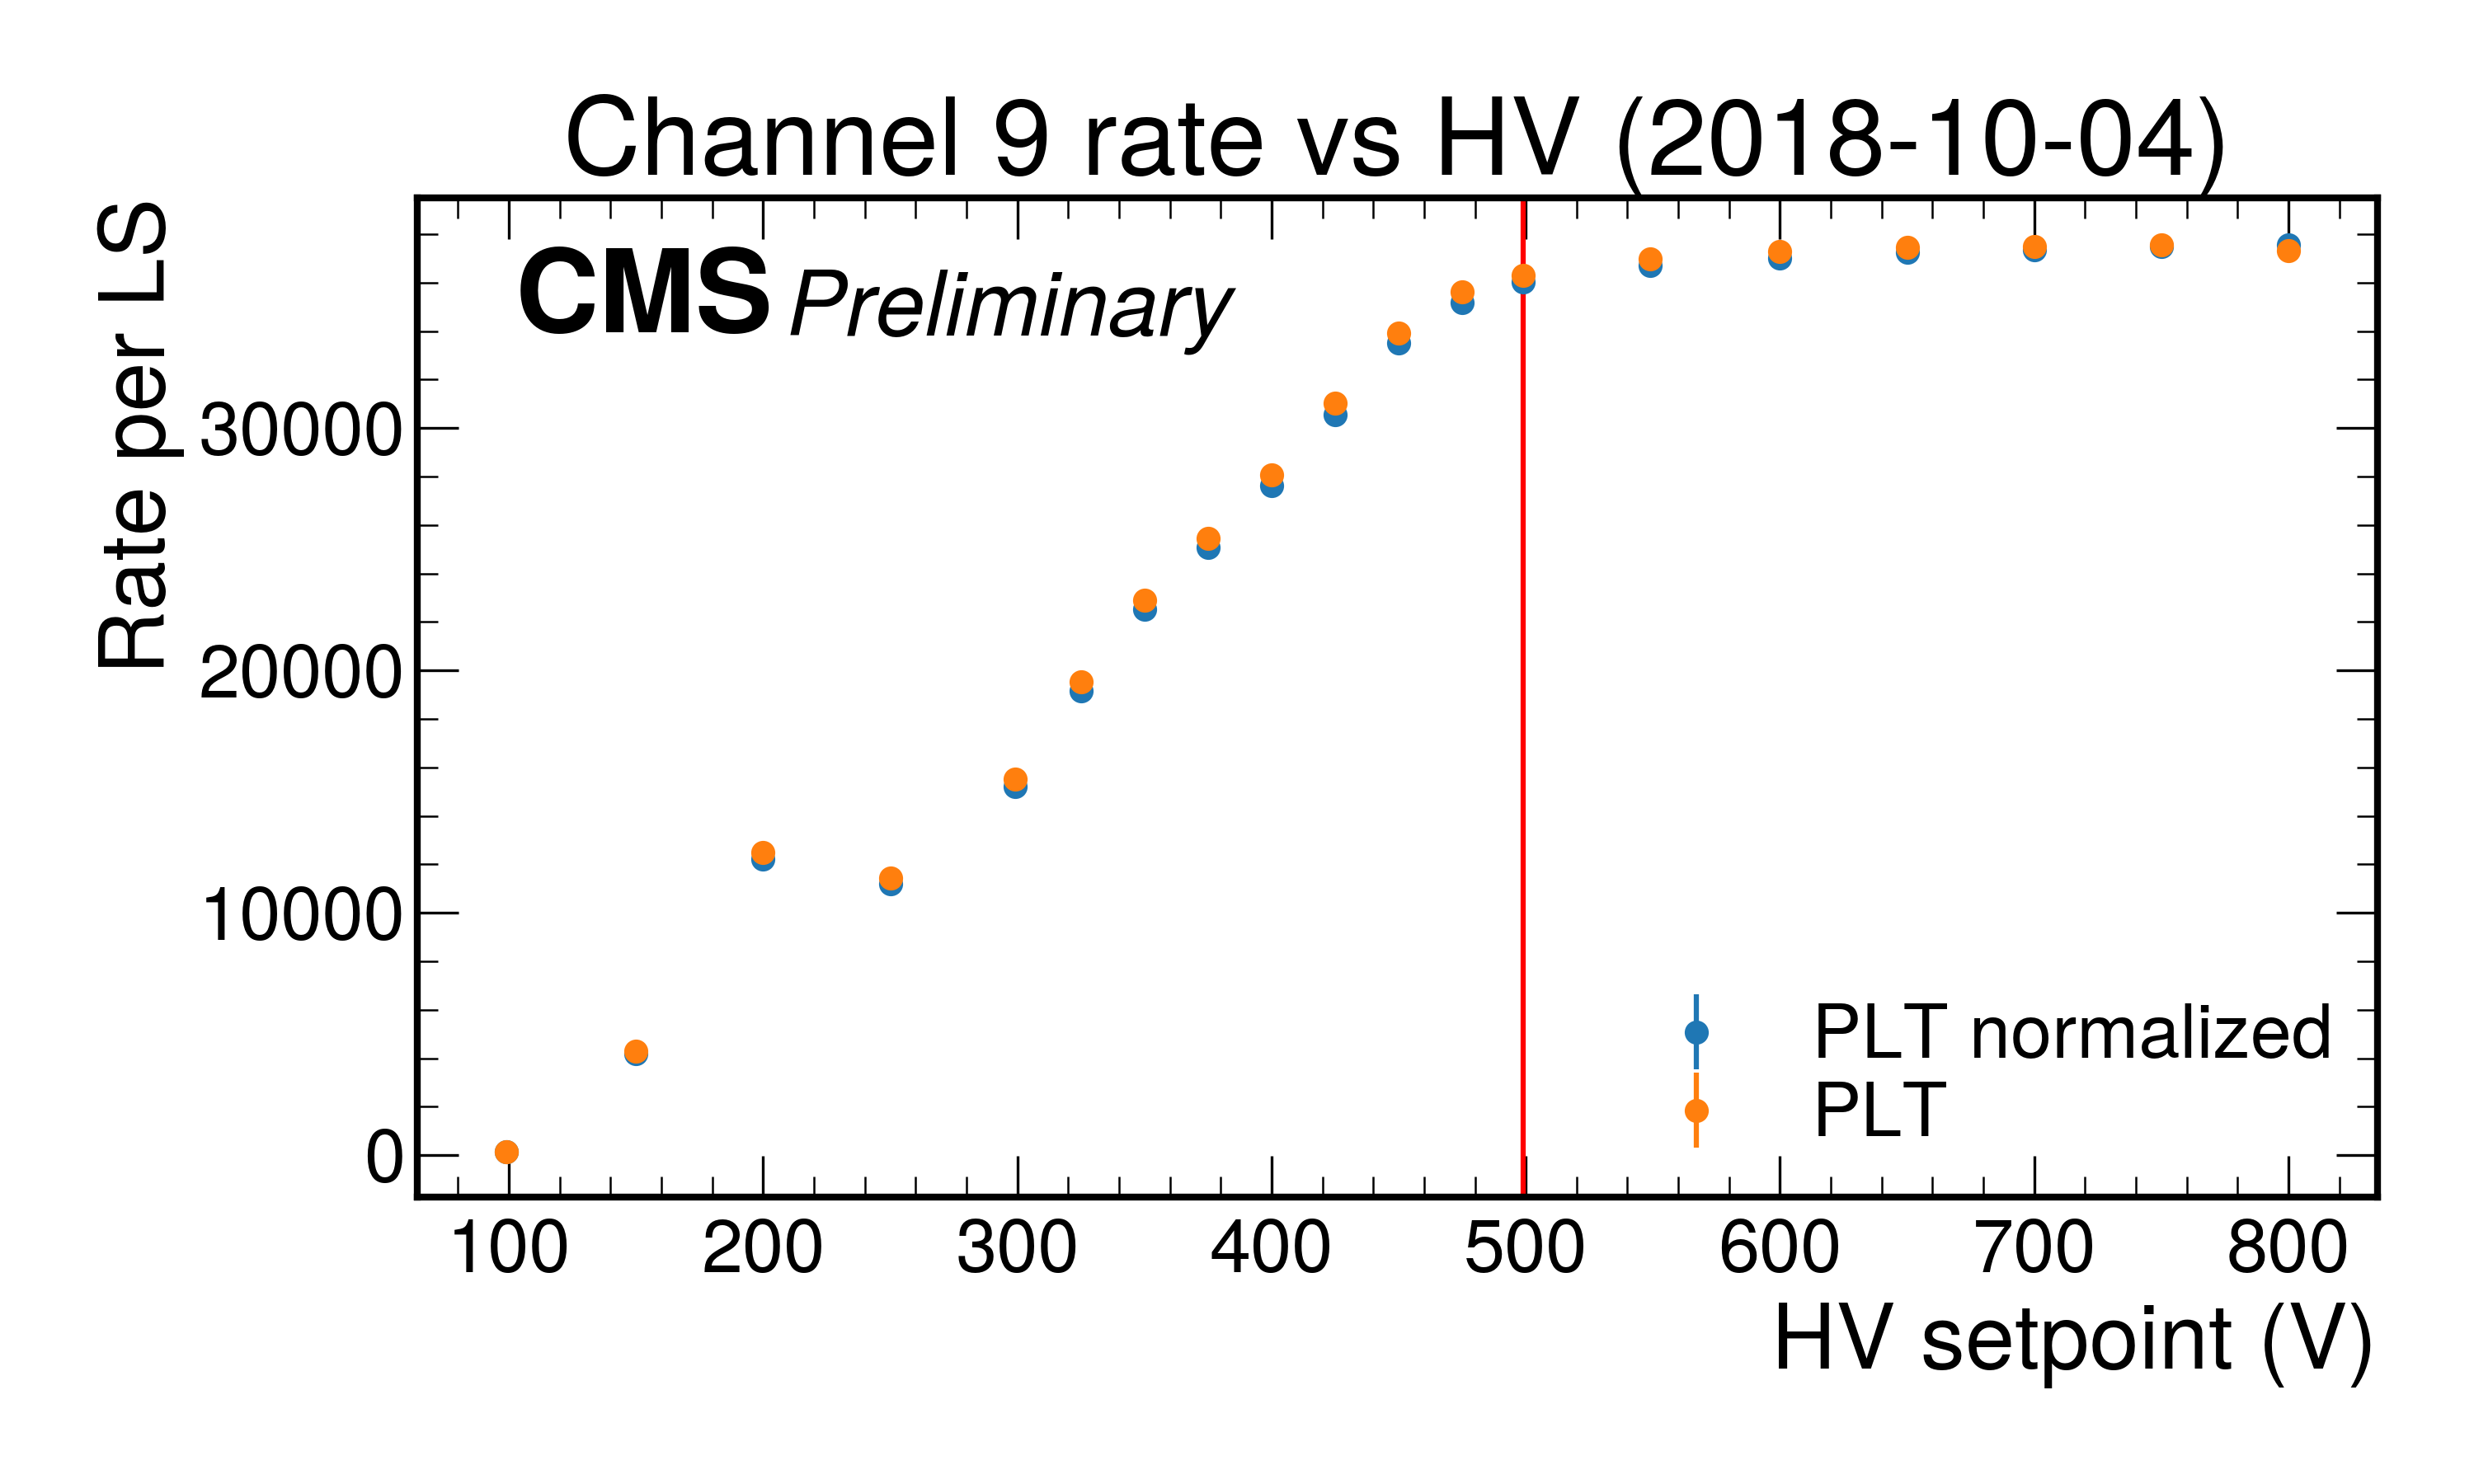 Channel 9 rate vs HV (2018-10-04)
CMS Preliminary
Rate per LS
30000
20000
10000
0
PLT normalized
PLT
100 200 300 400 500 600 700 800
HV setpoint (V)